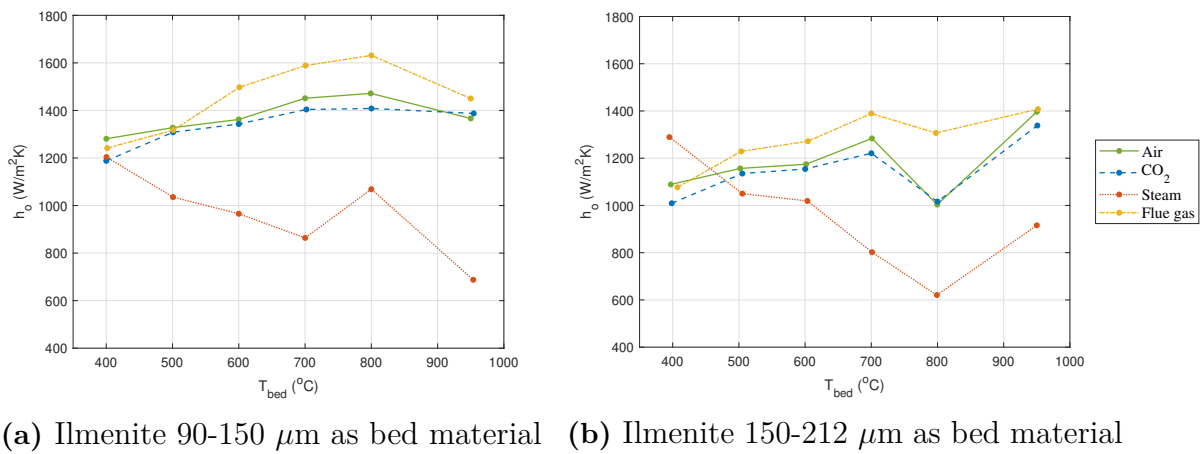 1800
1600
1400
1200
1000
800
600
400
h_o (W/m²K)
400 500 600 700 800 900 1000
T_bed (°C)
1800
1600
1400
1200
1000
800
600
400
h_o (W/m²K)
400 500 600 700 800 900 1000
T_bed (°C)
Air
CO₂
Steam
Flue gas
(a) Ilmenite 90-150 μm as bed material
(b) Ilmenite 150-212 μm as bed material